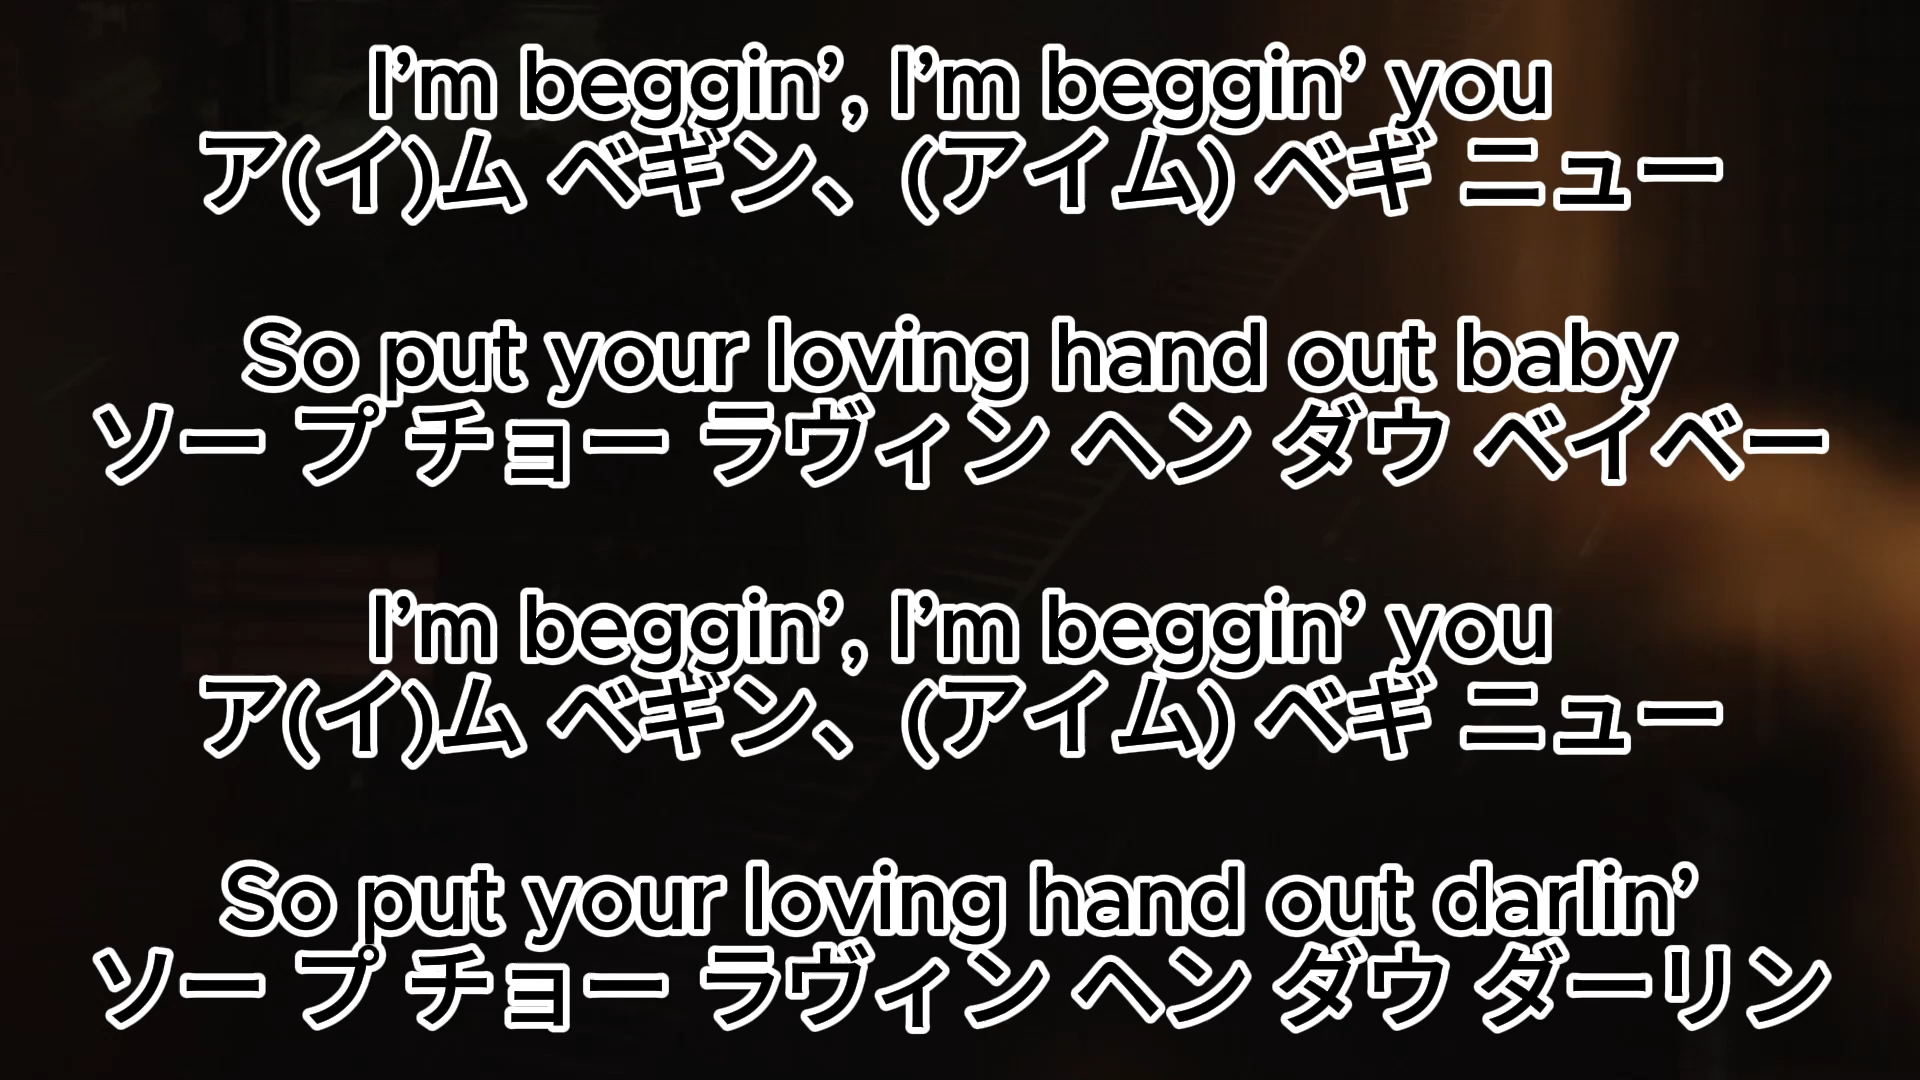 I’m beggin’, I’m beggin’ you
ア(イ)ム ベギン、(アイム) ベギ ニュー
So put your loving hand out baby
ソー プ チョー ラヴィン ヘン ダウ ベイベー
I’m beggin’, I’m beggin’ you
ア(イ)ム ベギン、(アイム) ベギ ニュー
So put your loving hand out darlin’
ソー プ チョー ラヴィン ヘン ダウ ダーリン